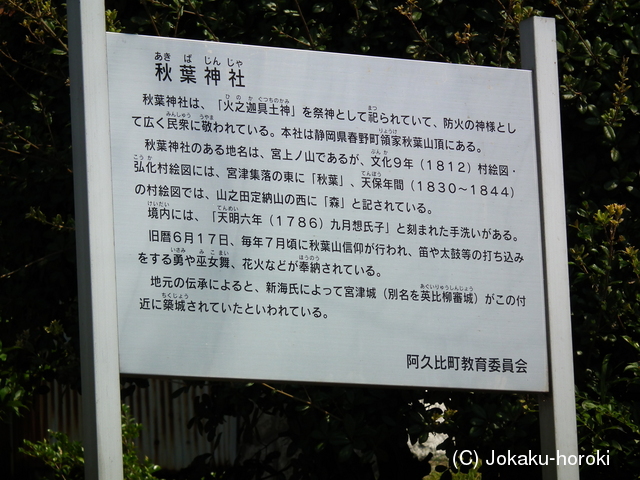 秋葉神社
秋葉神社は、「火之迦具土神」を祭神として祀られていて、防火の神様とし
て広く民衆に敬われている。本社は静岡県春野町領家秋葉山頂にある。
秋葉神社のある地名は、宮上ノ山であるが、文化9年（1812）村絵図・
弘化村絵図には、宮津集落の東に「秋葉」、天保年間（1830～1844）
の村絵図では、山之田定納山の西に「森」と記されている。
境内には、「天明六年（1786）九月想氏子」と刻まれた手洗いがある。
旧暦6月17日、毎年7月頃に秋葉山信仰が行われ、笛や太鼓等の打ち込み
をする勇や巫女舞、花火などが奉納されている。
地元の伝承によると、新海氏によって宮津城（別名を英比柳審城）がこの付
近に築城されていたといわれている。
阿久比町教育委員会
(C) Jokaku-horoki